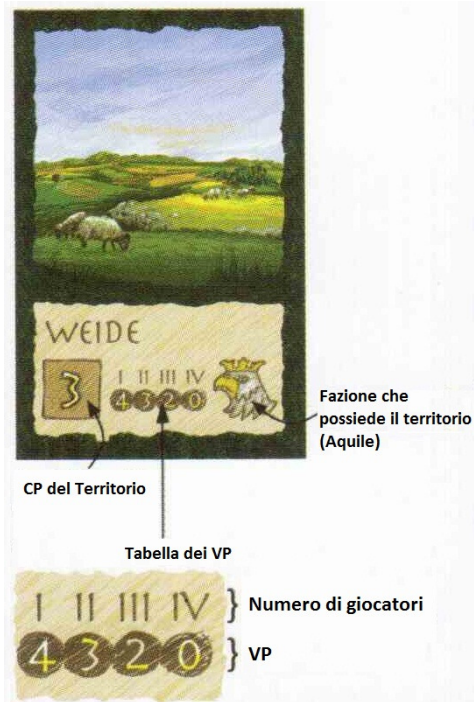 WEIDE
3
I II III IV
4 3 2 0
Fazione che
possiede il territorio
(Aquile)
CP del Territorio
Tabella dei VP
I II III IV } Numero di giocatori
4 3 2 0 } VP